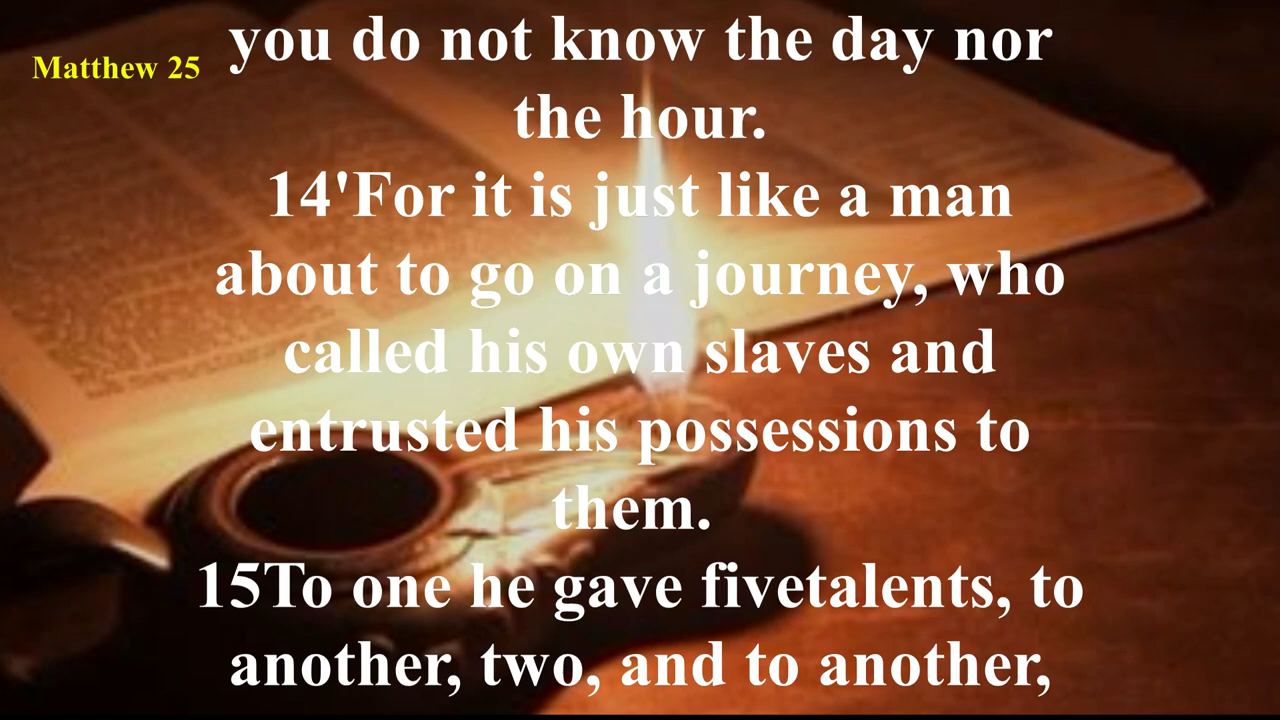 Matthew 25
you do not know the day nor
the hour.
14'For it is just like a man
about to go on a journey, who
called his own slaves and
entrusted his possessions to
them.
15To one he gave fivetalents, to
another, two, and to another,